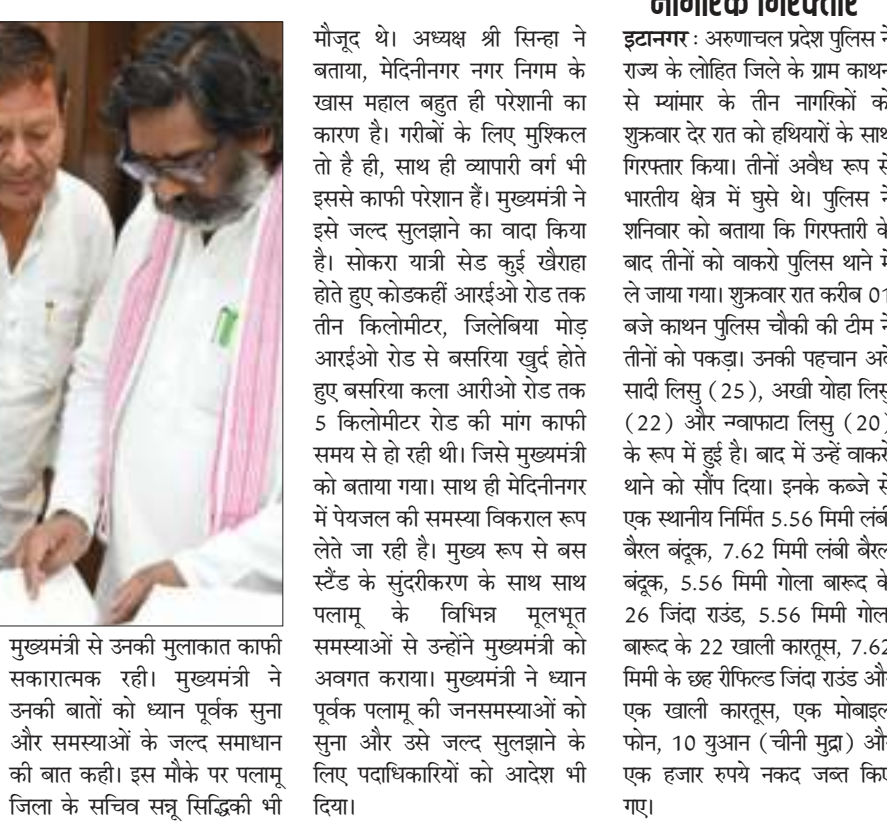 मुख्यमंत्री से उनकी मुलाकात काफी
सकारात्मक रही। मुख्यमंत्री ने
उनकी बातों को ध्यान पूर्वक सुना
और समस्याओं के जल्द समाधान
की बात कही। इस मौके पर पलामू
जिला के सचिव सन्नू सिद्धिकी भी
मौजूद थे। अध्यक्ष श्री सिन्हा ने
बताया, मेदिनीनगर नगर निगम के
खास महाल बहुत ही परेशानी का
कारण है। गरीबों के लिए मुश्किल
तो है ही, साथ ही व्यापारी वर्ग भी
इससे काफी परेशान हैं। मुख्यमंत्री ने
इसे जल्द सुलझाने का वादा किया
है। सोकरा यात्री सेड कुई खैराहा
होते हुए कोडकहीं आरईओ रोड तक
तीन किलोमीटर, जिलेबिया मोड़
आरईओ रोड से बसरिया खुर्द होते
हुए बसरिया कला आरीओ रोड तक
5 किलोमीटर रोड की मांग काफी
समय से हो रही थी। जिसे मुख्यमंत्री
को बताया गया। साथ ही मेदिनीनगर
में पेयजल की समस्या विकराल रूप
लेते जा रही है। मुख्य रूप से बस
स्टैंड के सुंदरीकरण के साथ साथ
पलामू के विभिन्न मूलभूत
समस्याओं से उन्होंने मुख्यमंत्री को
अवगत कराया। मुख्यमंत्री ने ध्यान
पूर्वक पलामू की जनसमस्याओं को
सुना और उसे जल्द सुलझाने के
लिए पदाधिकारियों को आदेश भी
दिया।
नागरिक गिरफ्तार
इटानगर : अरुणाचल प्रदेश पुलिस ने
राज्य के लोहित जिले के ग्राम काथन
से म्यांमार के तीन नागरिकों को
शुक्रवार देर रात को हथियारों के साथ
गिरफ्तार किया। तीनों अवैध रूप से
भारतीय क्षेत्र में घुसे थे। पुलिस ने
शनिवार को बताया कि गिरफ्तारी के
बाद तीनों को वाकरो पुलिस थाने में
ले जाया गया। शुक्रवार रात करीब 01
बजे काथन पुलिस चौकी की टीम ने
तीनों को पकड़ा। उनकी पहचान अदे
सादी लिसु (25), अखी योहा लिसु
(22) और न्ग्वाफाटा लिसु (20)
के रूप में हुई है। बाद में उन्हें वाकरो
थाने को सौंप दिया। इनके कब्जे से
एक स्थानीय निर्मित 5.56 मिमी लंबी
बैरल बंदूक, 7.62 मिमी लंबी बैरल
बंदूक, 5.56 मिमी गोला बारूद के
26 जिंदा राउंड, 5.56 मिमी गोला
बारूद के 22 खाली कारतूस, 7.62
मिमी के छह रीफिल्ड जिंदा राउंड और
एक खाली कारतूस, एक मोबाइल
फोन, 10 युआन (चीनी मुद्रा) और
एक हजार रुपये नकद जब्त किए
गए।